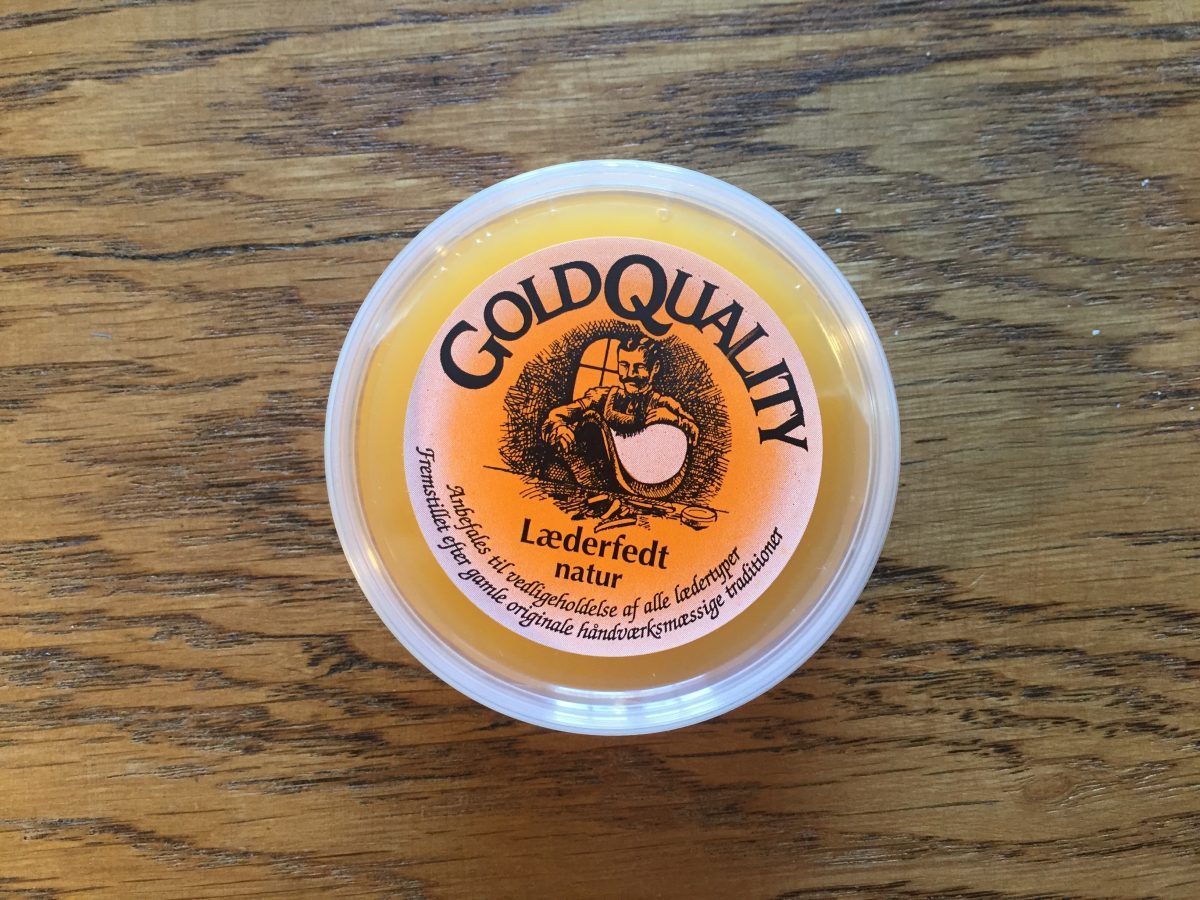 GOLDQUALITY
Læderfedt
natur
Anbefales til vedligeholdelse af alle lædertyper
Fremstillet efter gamle originale håndværksmæssige traditioner